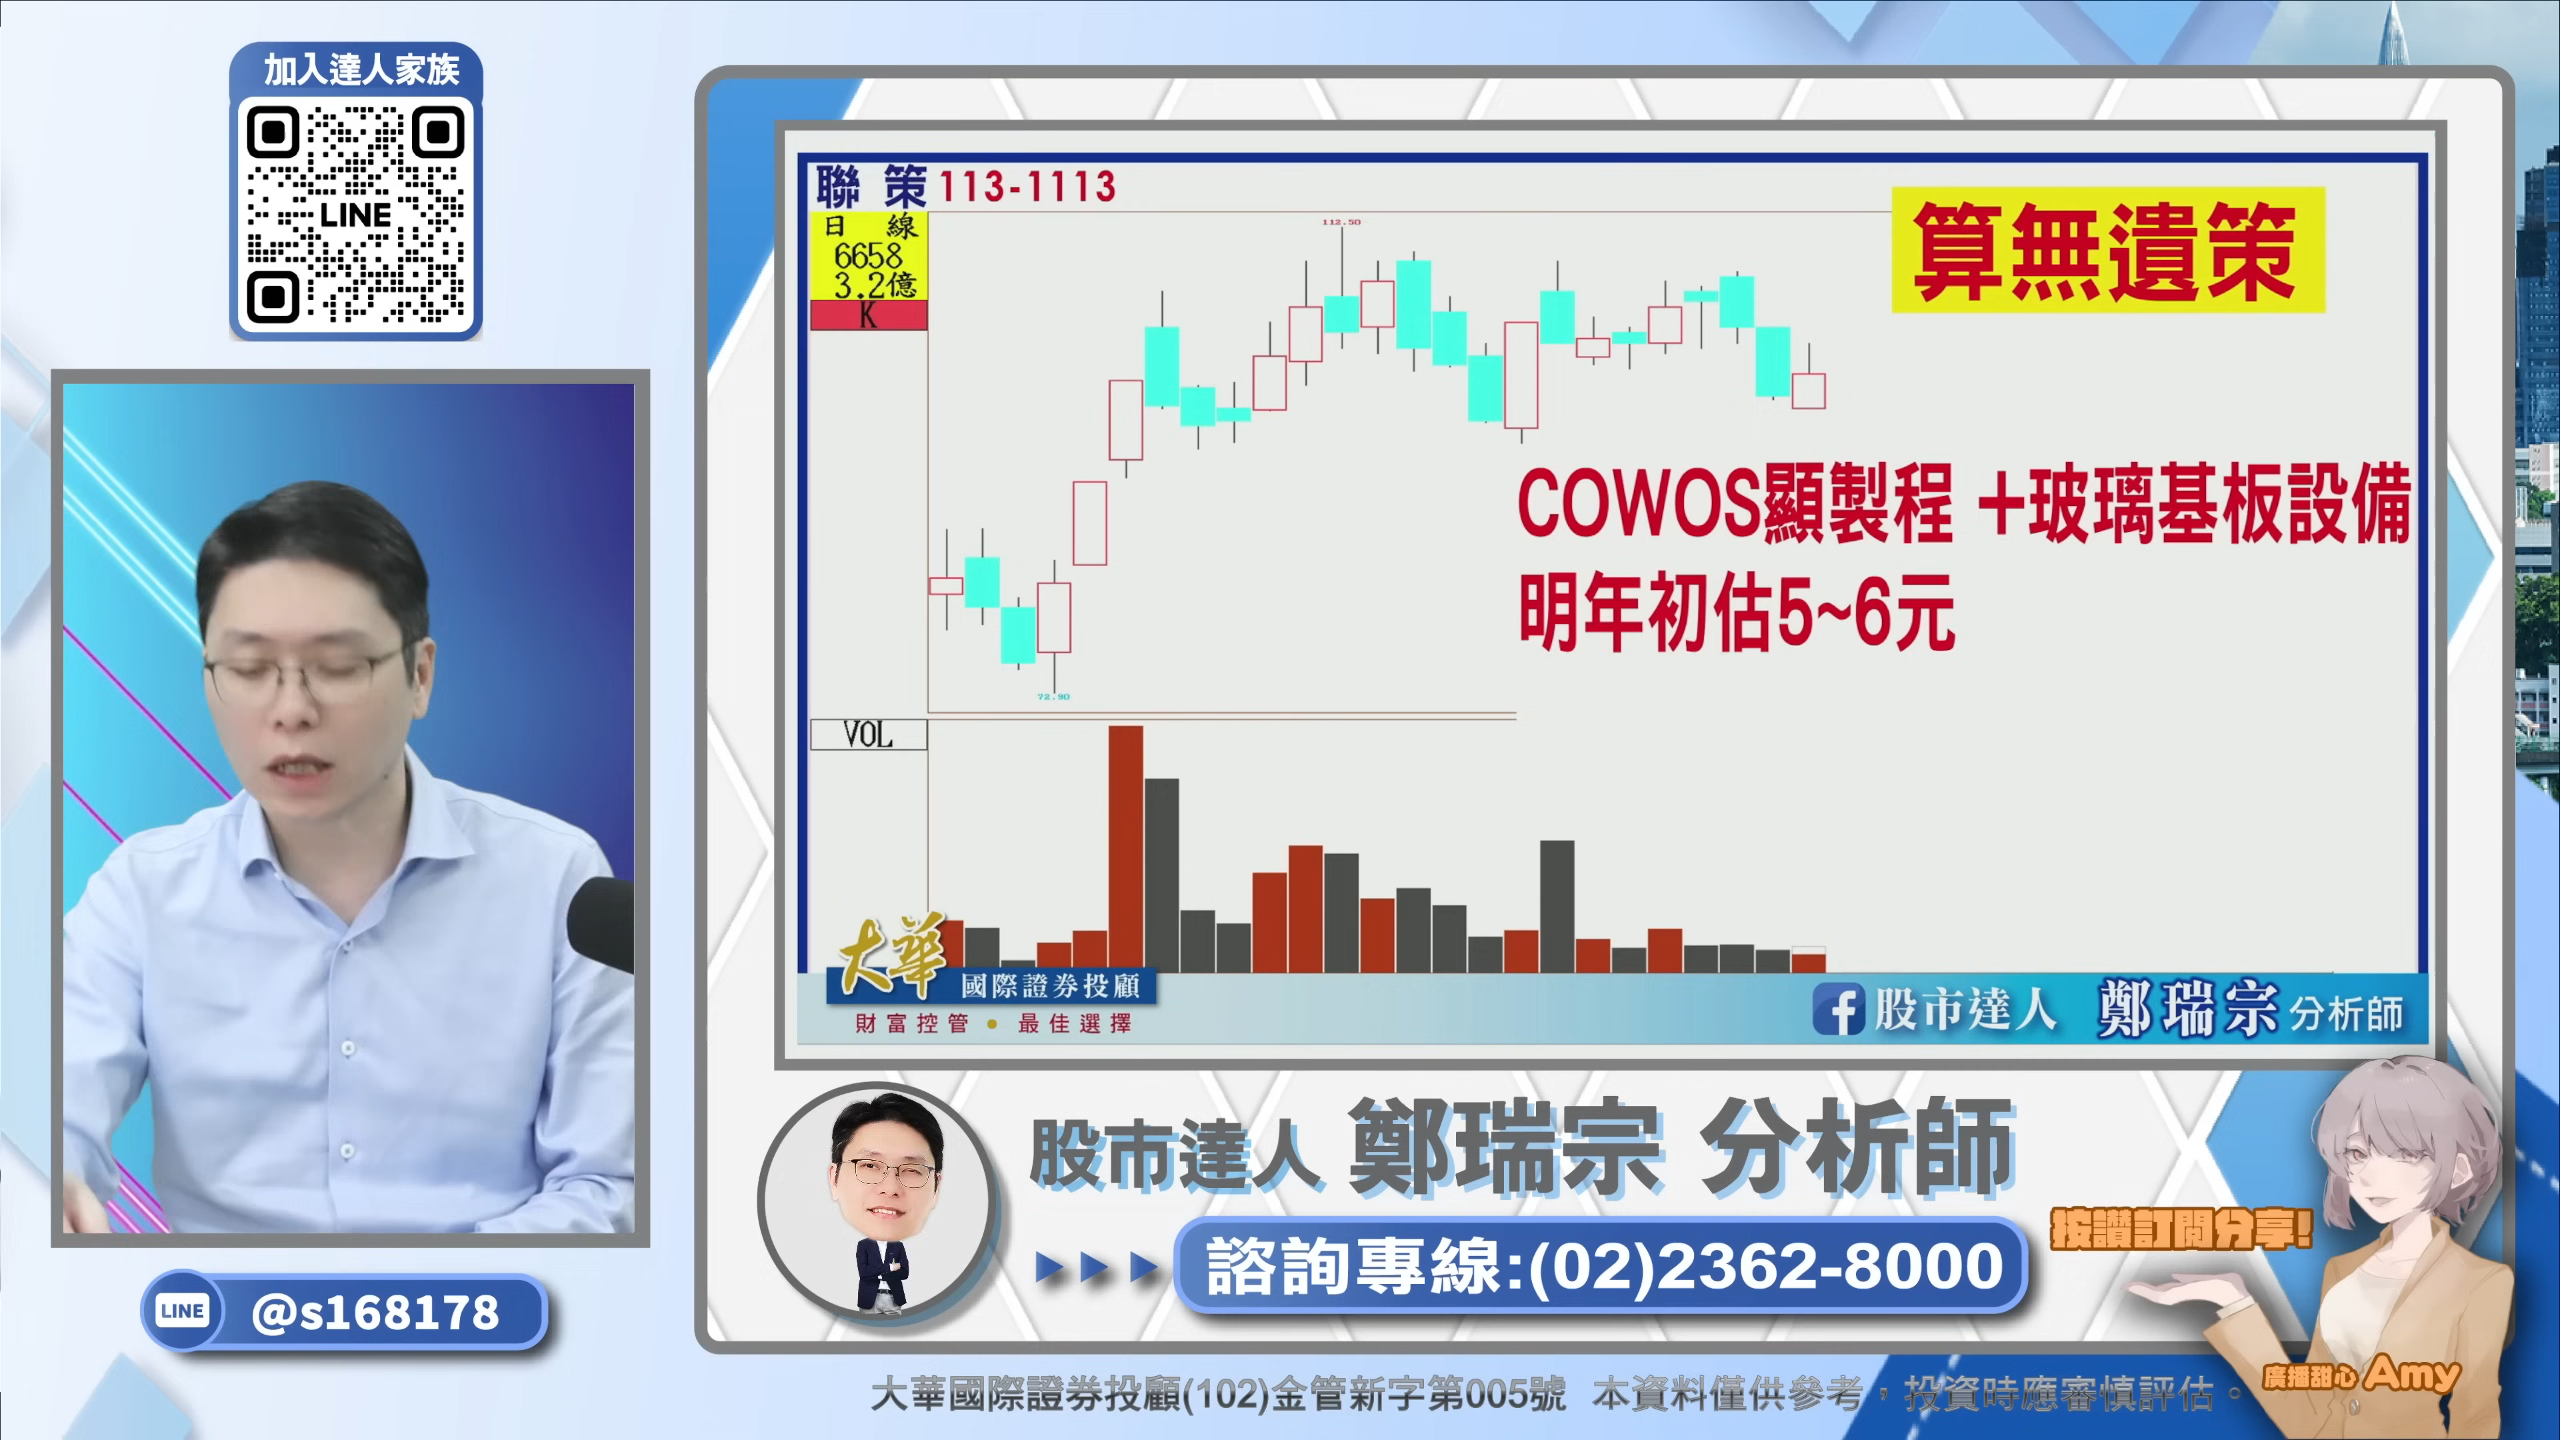 加入達人家族
LINE
LINE @s168178
聯 策 113-1113
日 線
6658
3.2億
K
112.50
72.90
VOL
算無遺策
COWOS顯製程 +玻璃基板設備
明年初估5~6元
大華 國際證券投顧
財富控管 • 最佳選擇
股市達人 鄭瑞宗 分析師
股市達人 鄭瑞宗 分析師
諮詢專線:(02)2362-8000
按讚訂閱分享!
廣播甜心 Amy
大華國際證券投顧(102)金管新字第005號 本資料僅供參考，投資時應審慎評估。